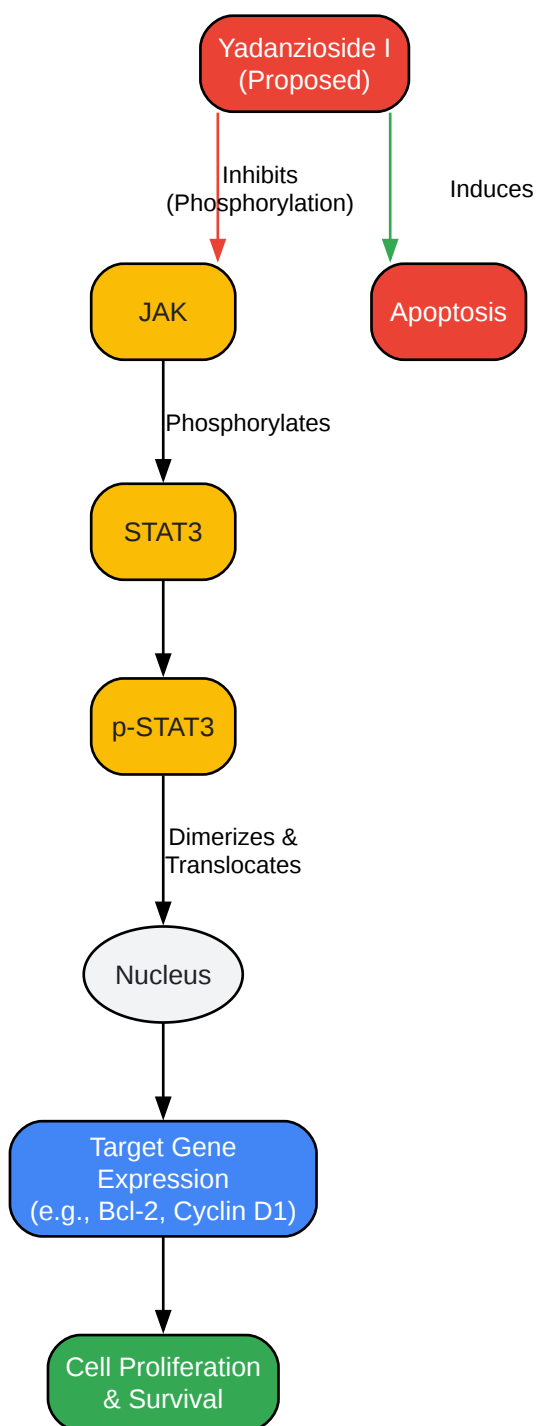 Yadanzioside I
(Proposed)
Inhibits
(Phosphorylation)
Induces
JAK
Apoptosis
Phosphorylates
STAT3
p-STAT3
Dimerizes &
Translocates
Nucleus
Target Gene
Expression
(e.g., Bcl-2, Cyclin D1)
Cell Proliferation
& Survival